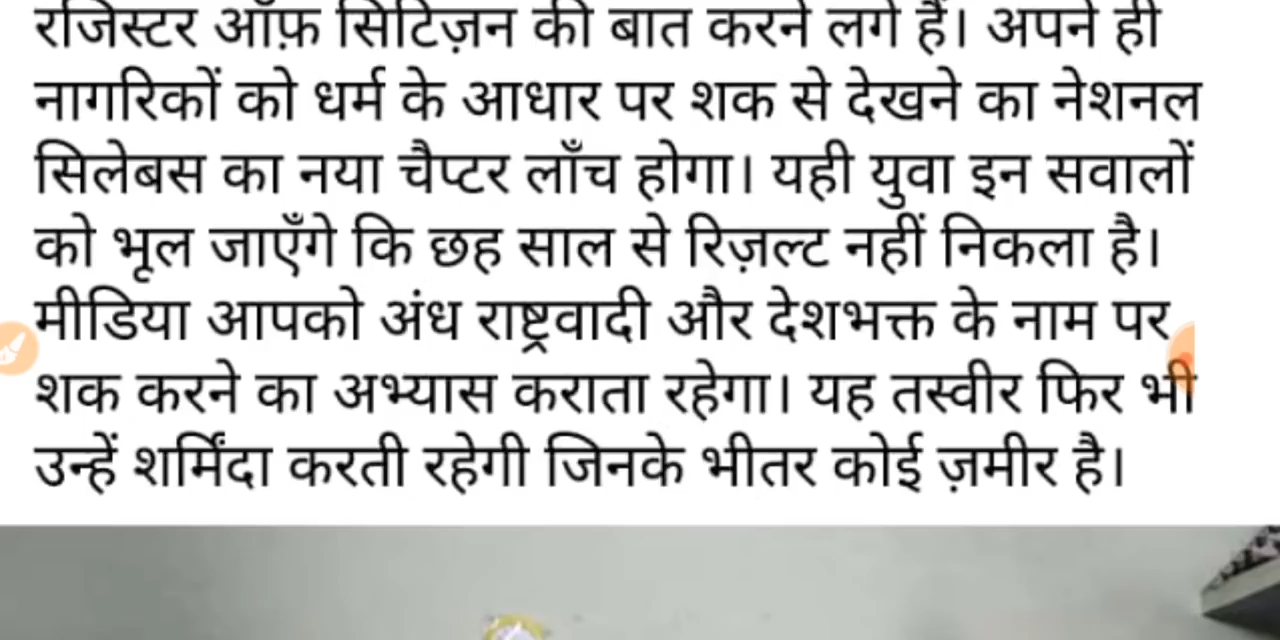 रजिस्टर ऑफ़ सिटिज़न की बात करने लगे हैं। अपने ही
नागरिकों को धर्म के आधार पर शक से देखने का नेशनल
सिलेबस का नया चैप्टर लाँच होगा। यही युवा इन सवालों
को भूल जाएँगे कि छह साल से रिज़ल्ट नहीं निकला है।
मीडिया आपको अंध राष्ट्रवादी और देशभक्त के नाम पर
शक करने का अभ्यास कराता रहेगा। यह तस्वीर फिर भी
उन्हें शर्मिंदा करती रहेगी जिनके भीतर कोई ज़मीर है।